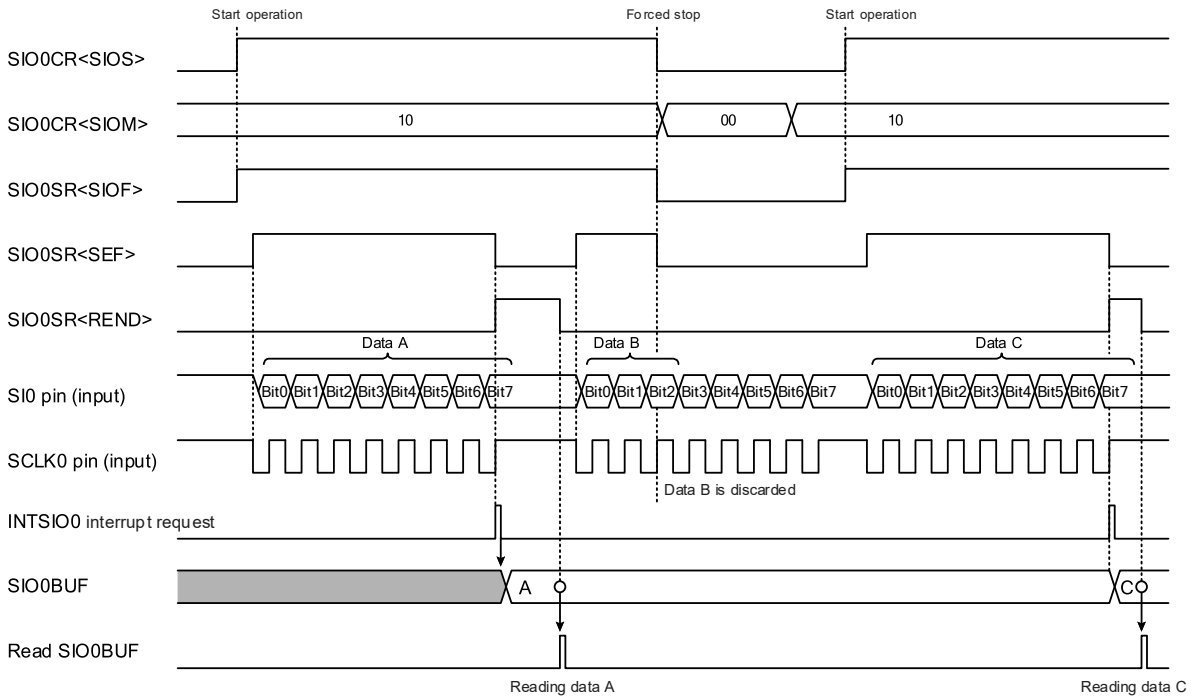 Start operation Forced stop Start operation
SIO0CR<SIOS>
SIO0CR<SIOM> 10 00 10
SIO0SR<SIOF>
SIO0SR<SEF>
SIO0SR<REND>
Data A Data B Data C
SI0 pin (input) Bit0 Bit1 Bit2 Bit3 Bit4 Bit5 Bit6 Bit7 Bit0 Bit1 Bit2 Bit3 Bit4 Bit5 Bit6 Bit7 Bit0 Bit1 Bit2 Bit3 Bit4 Bit5 Bit6 Bit7
SCLK0 pin (input)
Data B is discarded
INTSIO0 interrupt request
SIO0BUF A C
Read SIO0BUF
Reading data A Reading data C